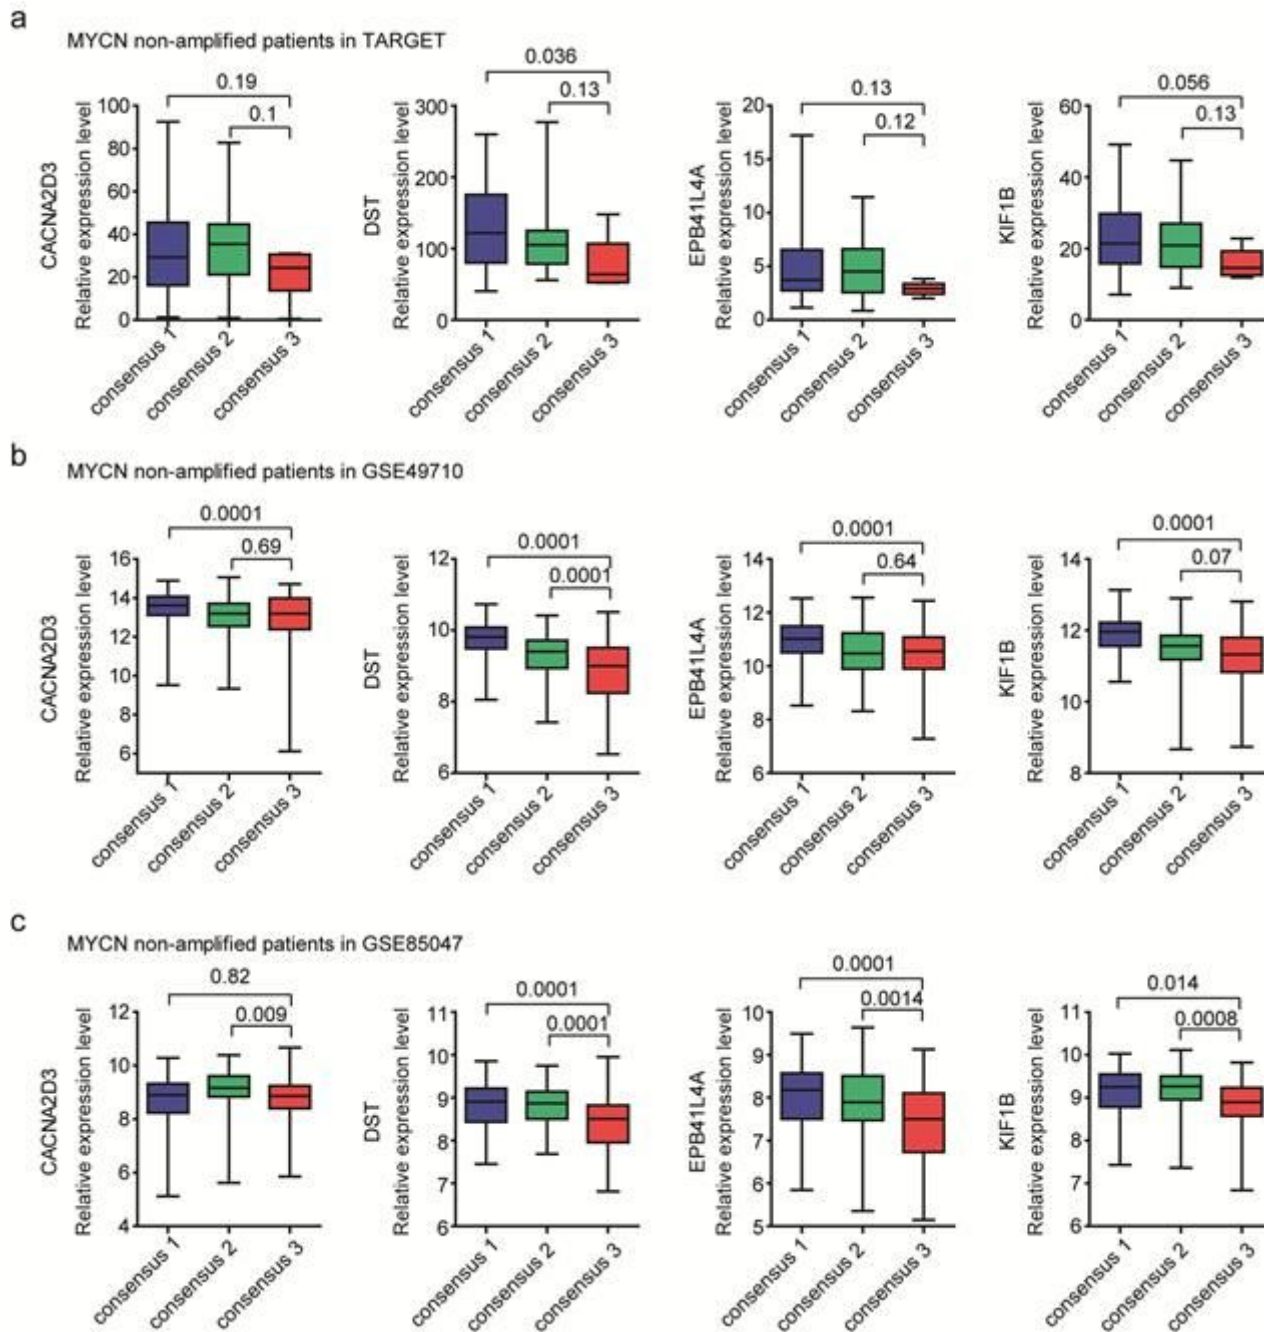 a
MYCN non-amplified patients in TARGET
CACNA2D3
Relative expression level
100
80
60
40
20
0
0.19
0.1
consensus 1
consensus 2
consensus 3
DST
Relative expression level
300
200
100
0
0.036
0.13
consensus 1
consensus 2
consensus 3
EPB41L4A
Relative expression level
20
15
10
5
0
0.13
0.12
consensus 1
consensus 2
consensus 3
KIF1B
Relative expression level
60
40
20
0
0.056
0.13
consensus 1
consensus 2
consensus 3
b
MYCN non-amplified patients in GSE49710
CACNA2D3
Relative expression level
16
14
12
10
8
6
0.0001
0.69
consensus 1
consensus 2
consensus 3
DST
Relative expression level
12
10
8
6
0.0001
0.0001
consensus 1
consensus 2
consensus 3
EPB41L4A
Relative expression level
14
12
10
8
6
0.0001
0.64
consensus 1
consensus 2
consensus 3
KIF1B
Relative expression level
14
12
10
8
0.0001
0.07
consensus 1
consensus 2
consensus 3
c
MYCN non-amplified patients in GSE85047
CACNA2D3
Relative expression level
12
10
8
6
4
0.82
0.009
consensus 1
consensus 2
consensus 3
DST
Relative expression level
11
10
9
8
7
6
0.0001
0.0001
consensus 1
consensus 2
consensus 3
EPB41L4A
Relative expression level
10
9
8
7
6
5
0.0001
0.0014
consensus 1
consensus 2
consensus 3
KIF1B
Relative expression level
11
10
9
8
7
6
0.014
0.0008
consensus 1
consensus 2
consensus 3